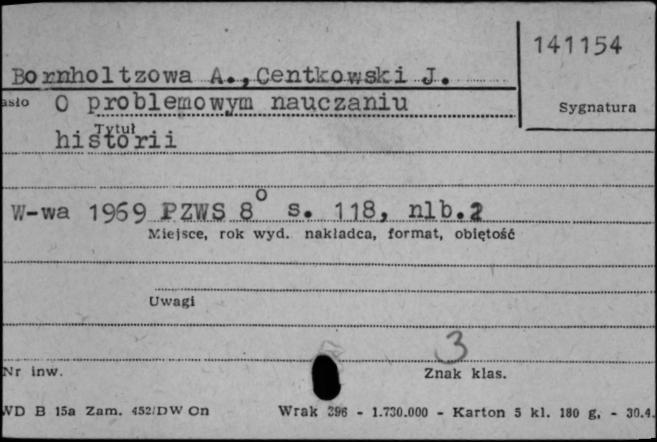 141154
Bornholtzowa A., Centkowski J.
asło O problemowym nauczaniu
Sygnatura
Tytuł
historii
W-wa 1969 PZWS 8° s. 118, nlb. 2
Miejsce, rok wyd. nakładca, format, objętość
Uwagi
3
Nr inw.
Znak klas.
WD B 15a Zam. 452/DW On Wrak 396 - 1.730.000 - Karton 5 kl. 180 g, - 30.4.